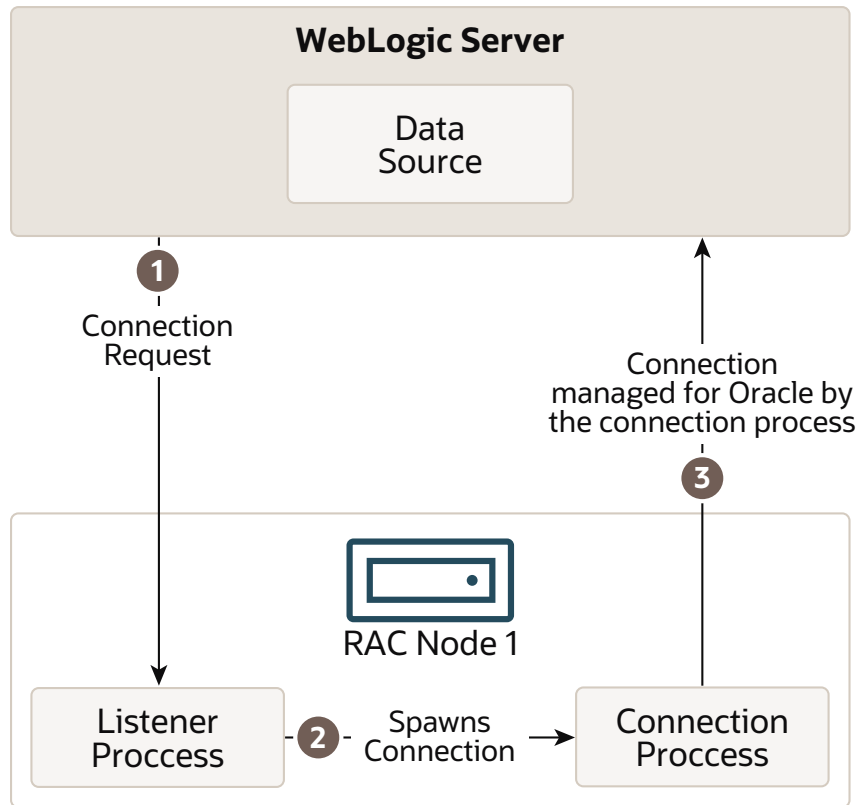 WebLogic Server
Data
Source
1
Connection
Request
Connection
managed for Oracle by
the connection process
3
RAC Node 1
Listener
Proccess
2
Spawns
Connection
Connection
Proccess